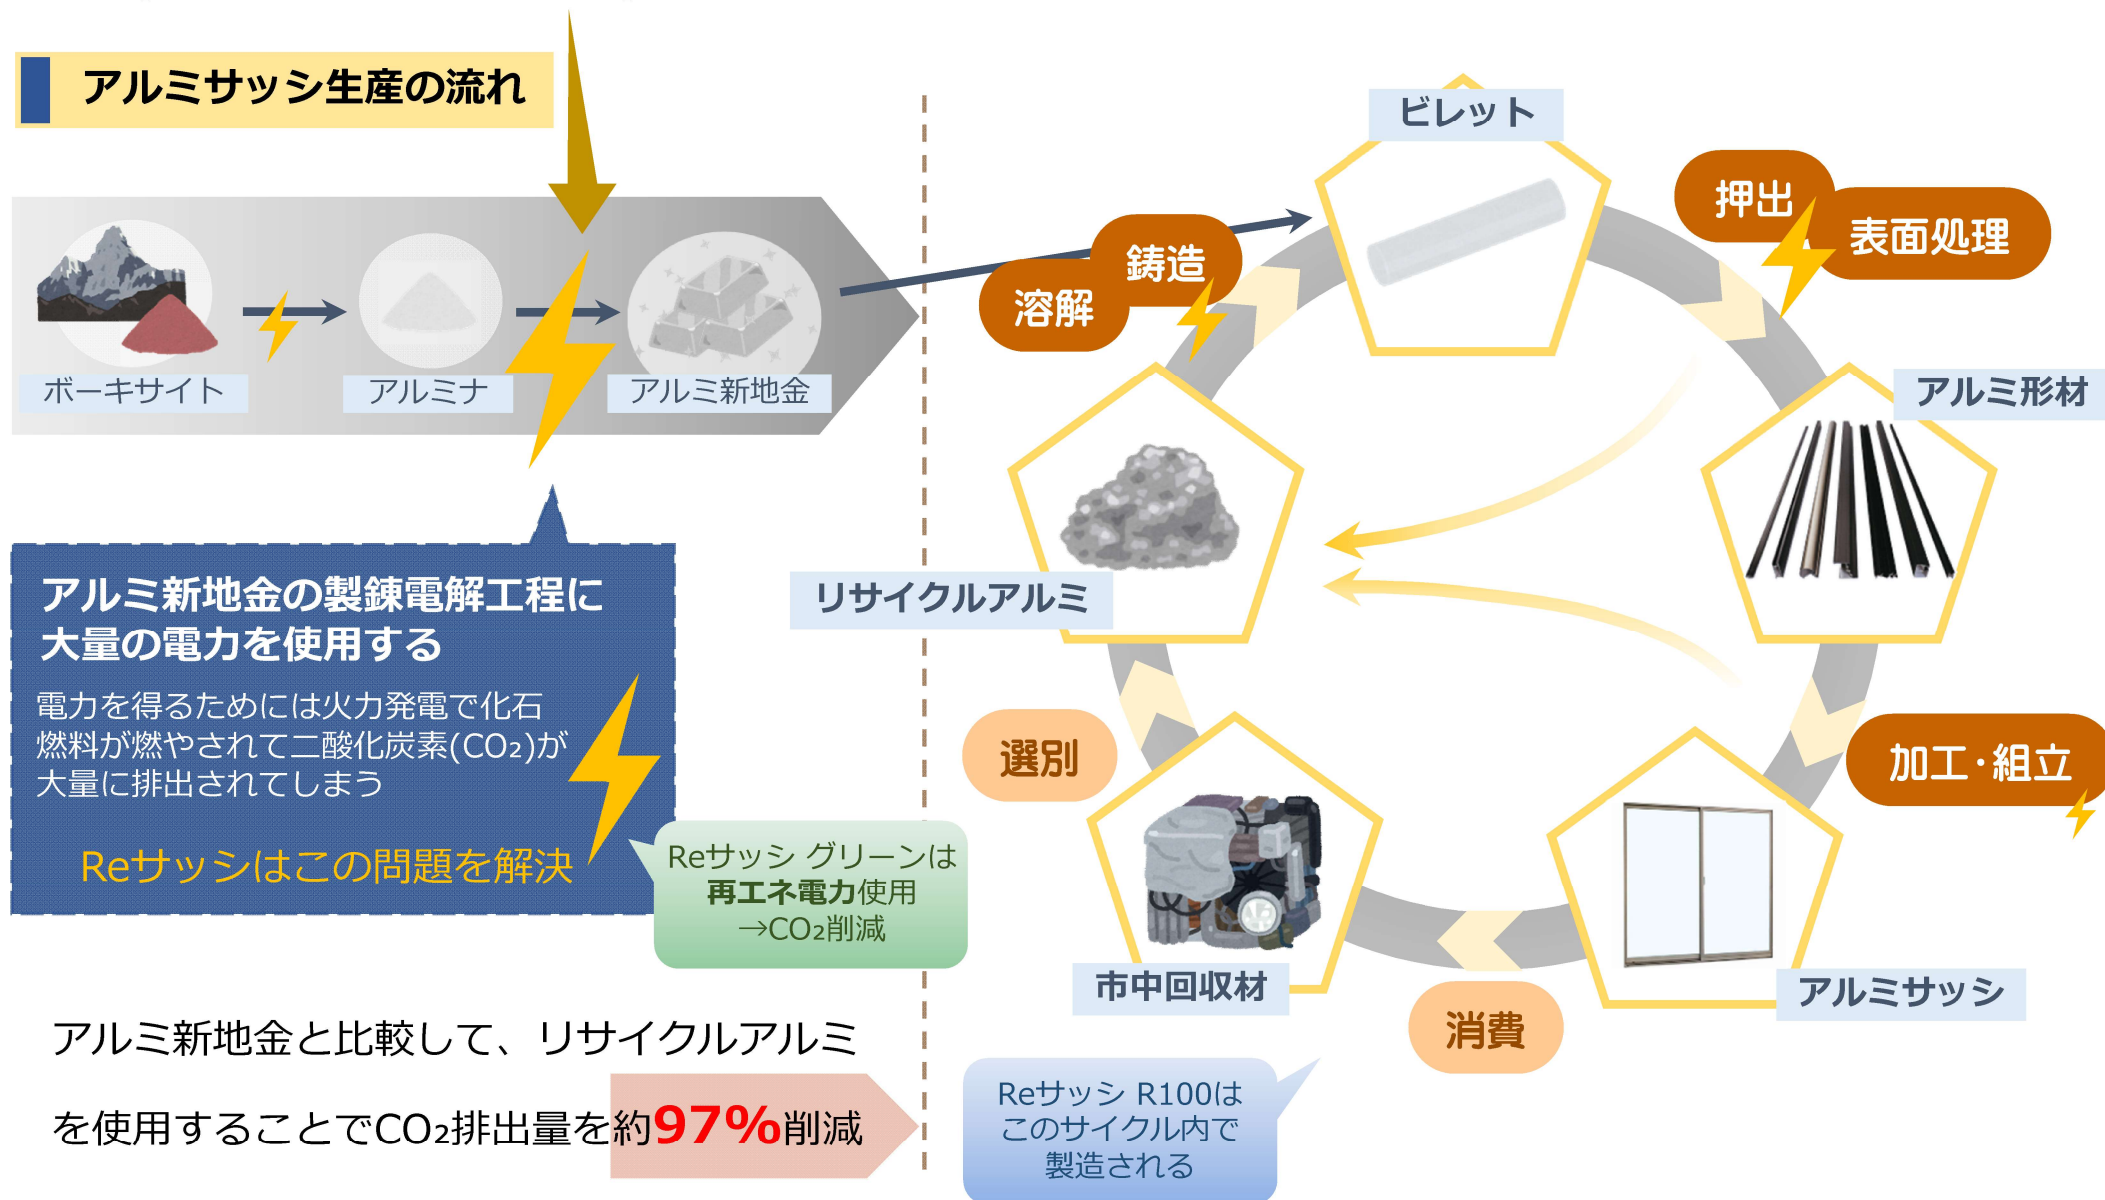 アルミサッシ生産の流れ
ボーキサイト
アルミナ
アルミ新地金
アルミ新地金の製錬電解工程に
大量の電力を使用する
電力を得るためには火力発電で化石
燃料が燃やされて二酸化炭素(CO₂)が
大量に排出されてしまう
Reサッシはこの問題を解決
Reサッシ グリーンは
再エネ電力使用
→CO₂削減
アルミ新地金と比較して、リサイクルアルミ
を使用することでCO₂排出量を約97%削減
ビレット
押出
表面処理
鋳造
溶解
アルミ形材
リサイクルアルミ
加工・組立
選別
市中回収材
アルミサッシ
消費
Reサッシ R100は
このサイクル内で
製造される